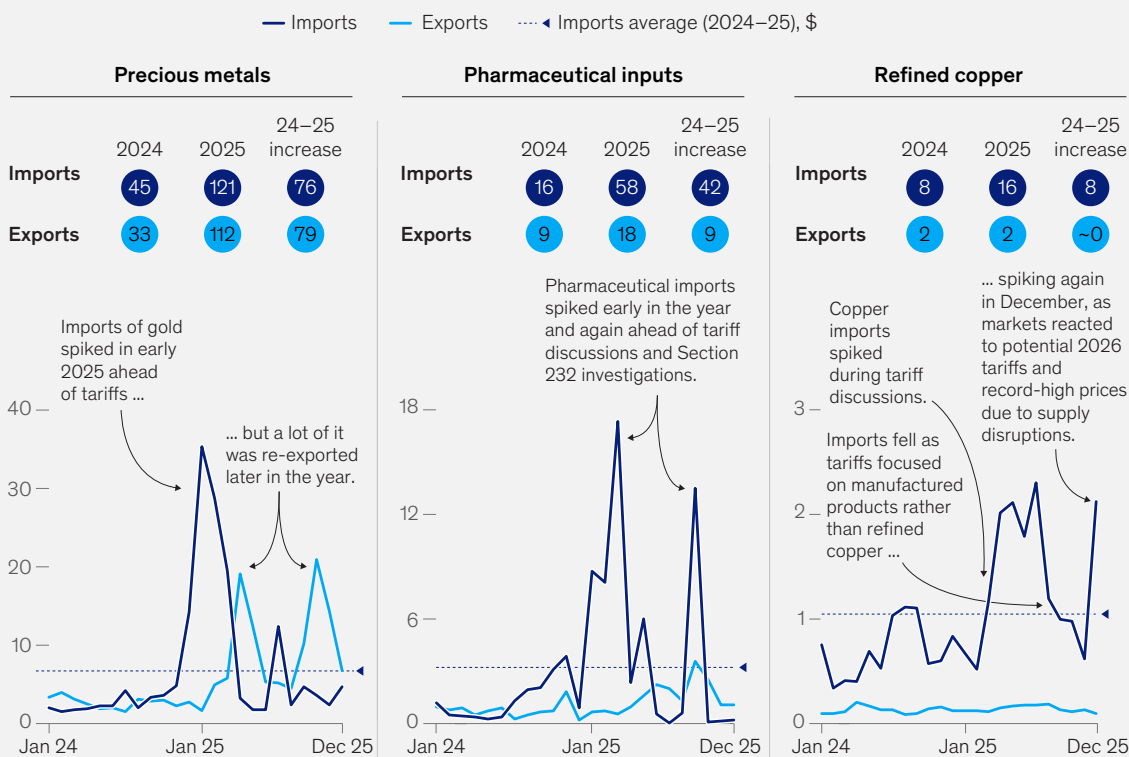 Imports Exports Imports average (2024–25), $
Precious metals
24–25
2024 2025 increase
Imports 45 121 76
Exports 33 112 79
Imports of gold
spiked in early
2025 ahead
of tariffs ...
... but a lot of it
was re-exported
later in the year.
40
30
20
10
0
Jan 24 Jan 25 Dec 25
Pharmaceutical inputs
24–25
2024 2025 increase
Imports 16 58 42
Exports 9 18 9
Pharmaceutical imports
spiked early in the year
and again ahead of tariff
discussions and Section
232 investigations.
18
12
6
0
Jan 24 Jan 25 Dec 25
Refined copper
24–25
2024 2025 increase
Imports 8 16 8
Exports 2 2 ~0
Copper
imports
spiked
during tariff
discussions.
Imports fell as
tariffs focused
on manufactured
products rather
than refined
copper ...
... spiking again
in December, as
markets reacted
to potential 2026
tariffs and
record-high prices
due to supply
disruptions.
3
2
1
0
Jan 24 Jan 25 Dec 25